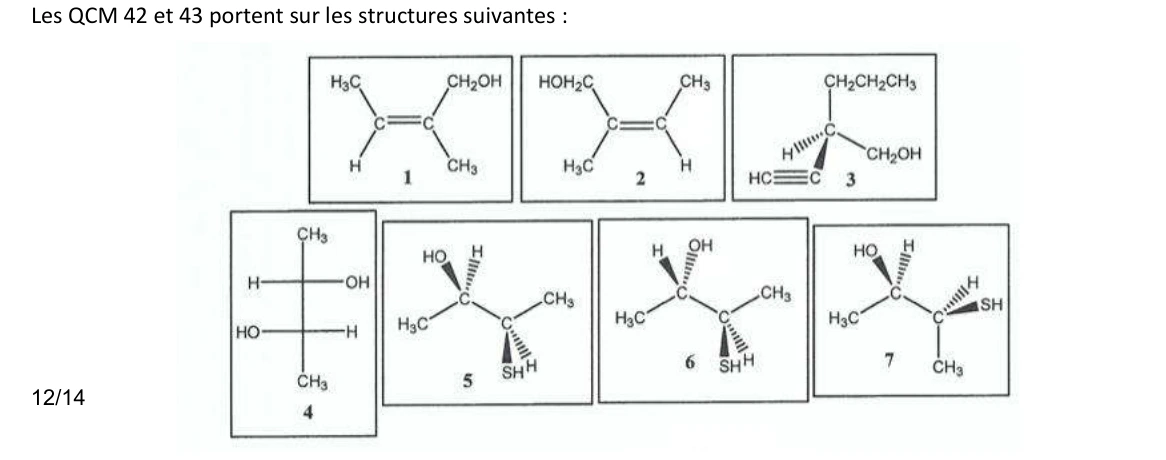 Les QCM 42 et 43 portent sur les structures suivantes :
H₃C CH₂OH
C C
H CH₃
1
HOH₂C CH₃
C C
H₃C H
2
CH₂CH₂CH₃
C
H CH₂OH
HC C
3
CH₃
H OH
HO H
CH₃
4
HO H
C CH₃
H₃C C
SH H
5
H OH
C CH₃
H₃C C
SH H
6
HO H
C H
H₃C C SH
CH₃
7
12/14